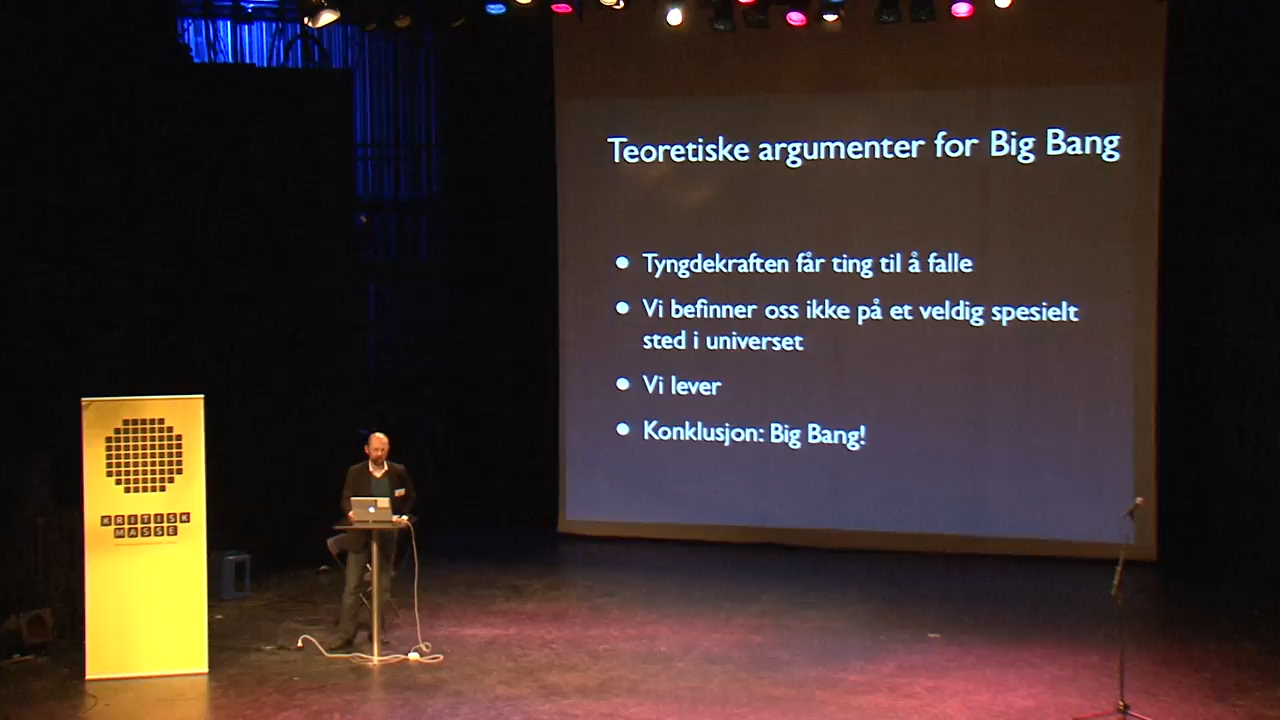 Teoretiske argumenter for Big Bang
Tyngdekraften får ting til å falle
Vi befinner oss ikke på et veldig spesielt
sted i universet
Vi lever
Konklusjon: Big Bang!
KRITISK
MASSE